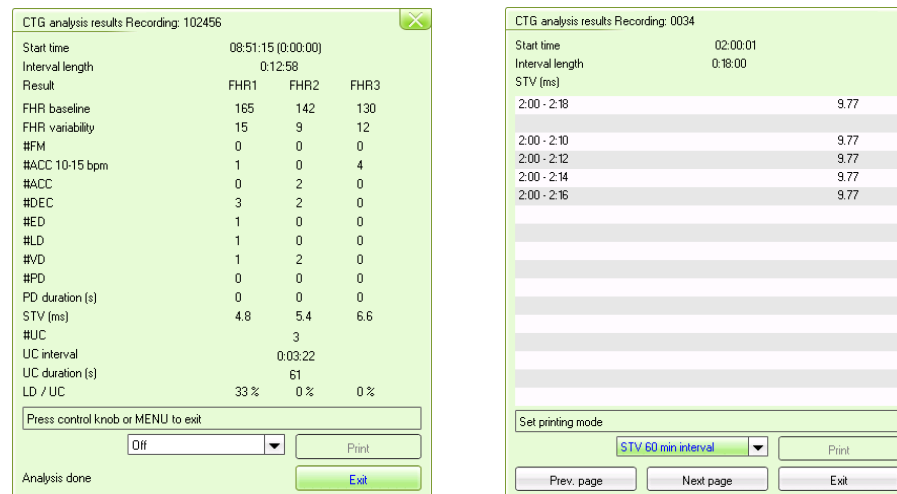 CTG analysis results Recording: 102456
Start time 08:51:15 (0:00:00)
Interval length 0:12:58
Result FHR1 FHR2 FHR3
FHR baseline 165 142 130
FHR variability 15 9 12
#FM 0 0 0
#ACC 10-15 bpm 1 0 4
#ACC 0 2 0
#DEC 3 2 0
#ED 1 0 0
#LD 1 0 0
#VD 1 2 0
#PD 0 0 0
PD duration (s) 0 0 0
STV (ms) 4.8 5.4 6.6
#UC 3
UC interval 0:03:22
UC duration (s) 61
LD / UC 33 % 0 % 0 %
Press control knob or MENU to exit
Off Print
Analysis done Exit
CTG analysis results Recording: 0034
Start time 02:00:01
Interval length 0:18:00
STV (ms)
2:00 - 2:18 9.77
2:00 - 2:10 9.77
2:00 - 2:12 9.77
2:00 - 2:14 9.77
2:00 - 2:16 9.77
Set printing mode
STV 60 min interval Print
Prev. page Next page Exit